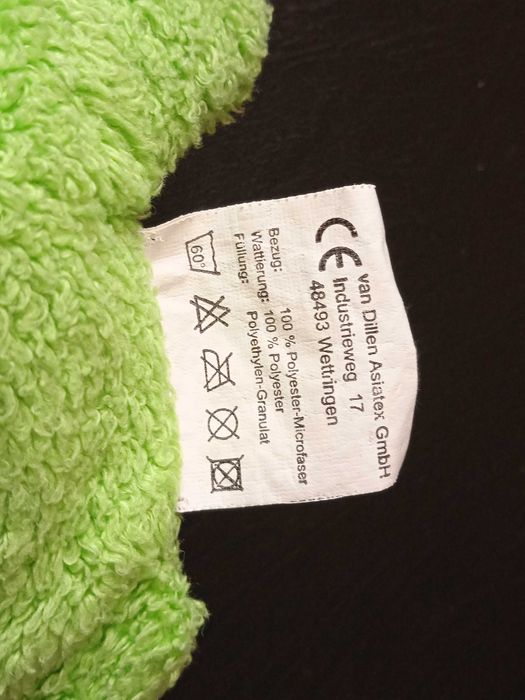 CE
van Dillen Asiatex GmbH
Industrieweg 17
48493 Wettringen
Bezug: 100 % Polyester-Microfaser
Wattierung: 100 % Polyester
Füllung: Polyethylen-Granulat
60°